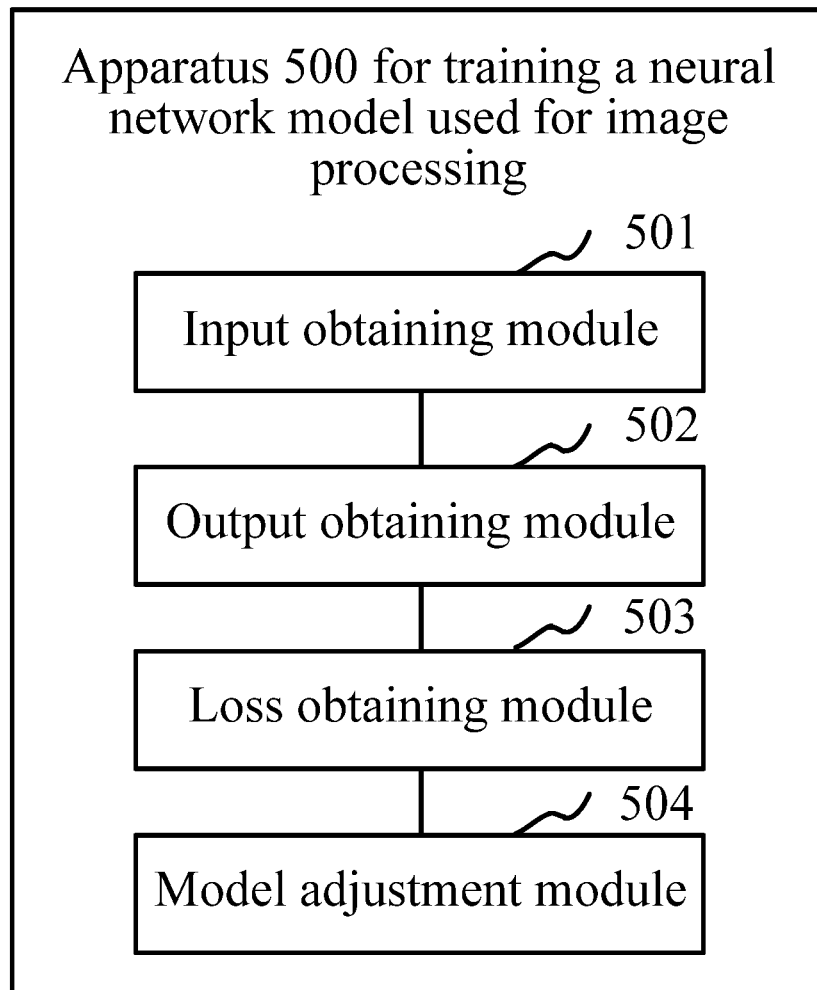 Apparatus 500 for training a neural
network model used for image
processing
501
Input obtaining module
502
Output obtaining module
503
Loss obtaining module
504
Model adjustment module